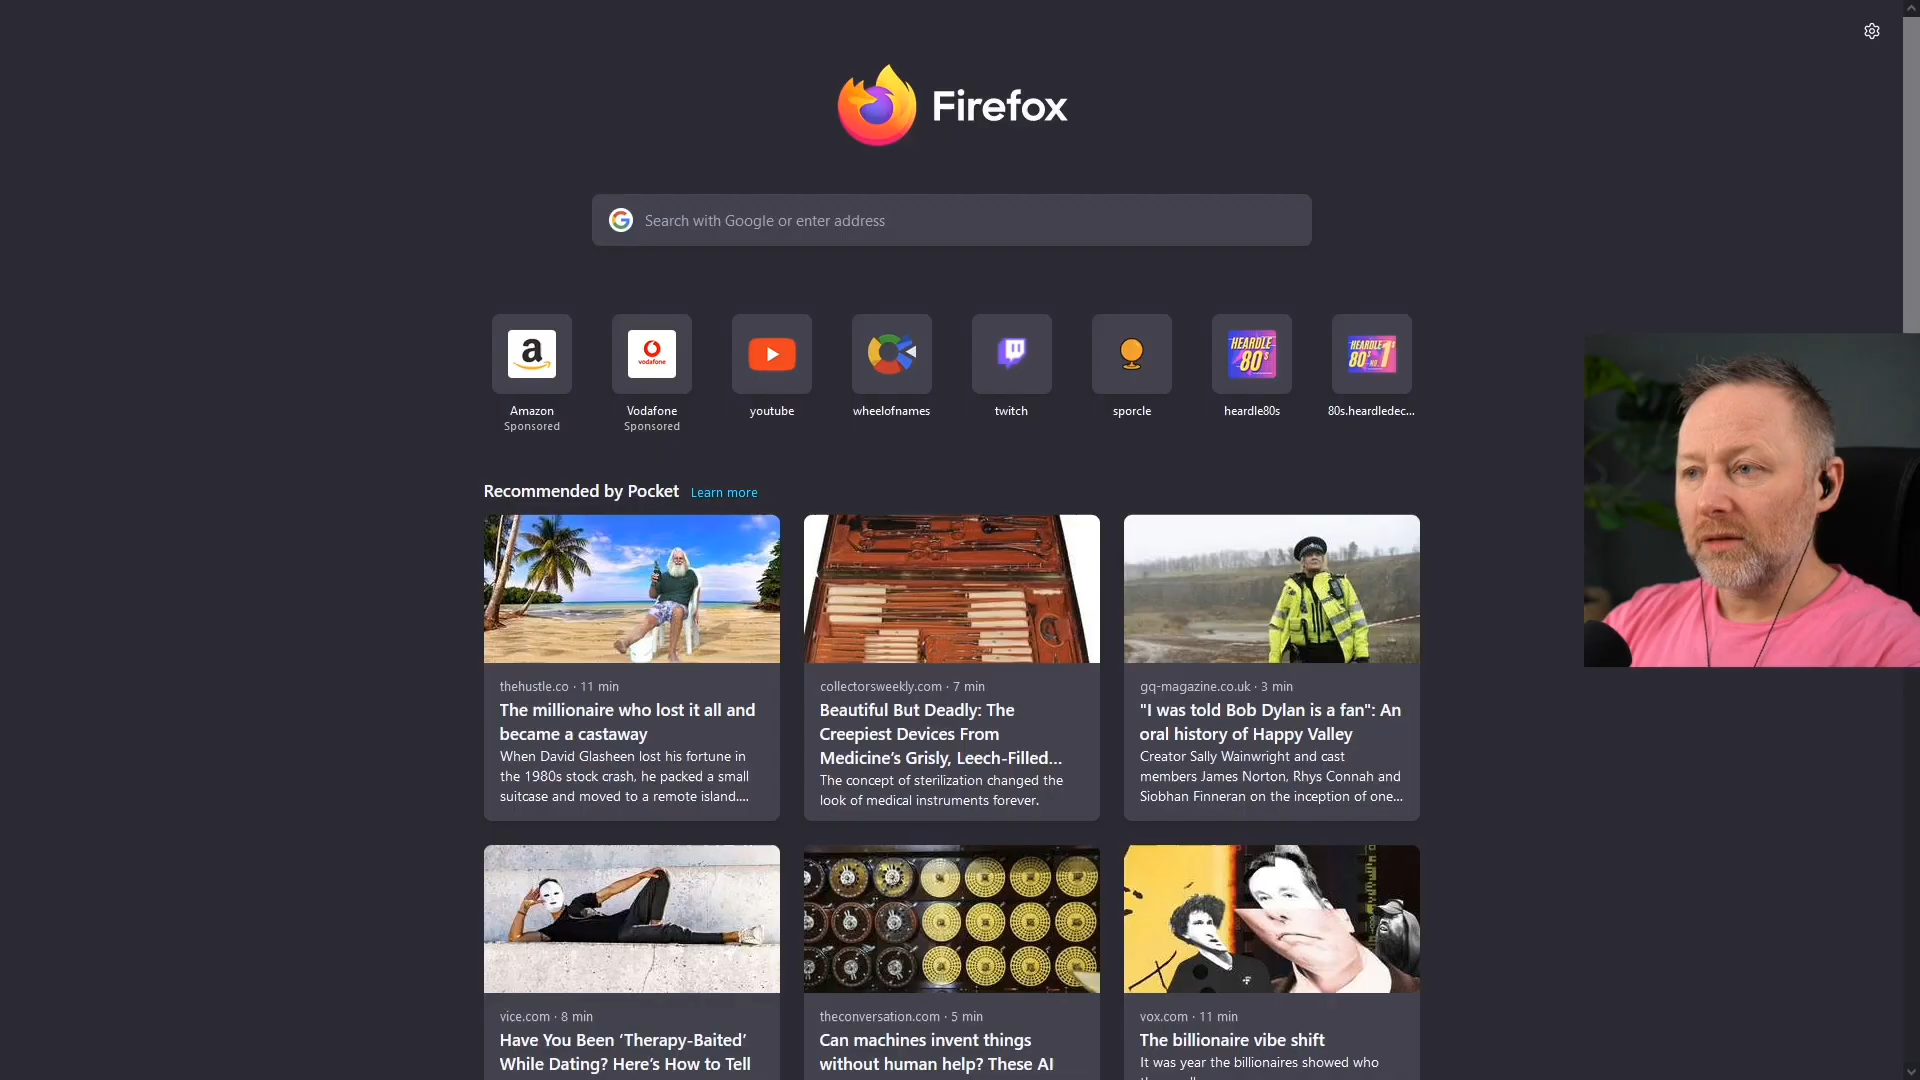 Firefox
Search with Google or enter address
a
vodafone
HEARDLE
80's
HEARDLE
80's
NO.1
Amazon
Sponsored
Vodafone
Sponsored
youtube
wheelofnames
twitch
sporcle
heardle80s
80s.heardledec...
Recommended by Pocket Learn more
thehustle.co · 11 min
The millionaire who lost it all and
became a castaway
When David Glasheen lost his fortune in
the 1980s stock crash, he packed a small
suitcase and moved to a remote island....
collectorsweekly.com · 7 min
Beautiful But Deadly: The
Creepiest Devices From
Medicine’s Grisly, Leech-Filled...
The concept of sterilization changed the
look of medical instruments forever.
gq-magazine.co.uk · 3 min
"I was told Bob Dylan is a fan": An
oral history of Happy Valley
Creator Sally Wainwright and cast
members James Norton, Rhys Connah and
Siobhan Finneran on the inception of one...
vice.com · 8 min
Have You Been ‘Therapy-Baited’
While Dating? Here’s How to Tell
theconversation.com · 5 min
Can machines invent things
without human help? These AI
vox.com · 11 min
The billionaire vibe shift
It was year the billionaires showed who